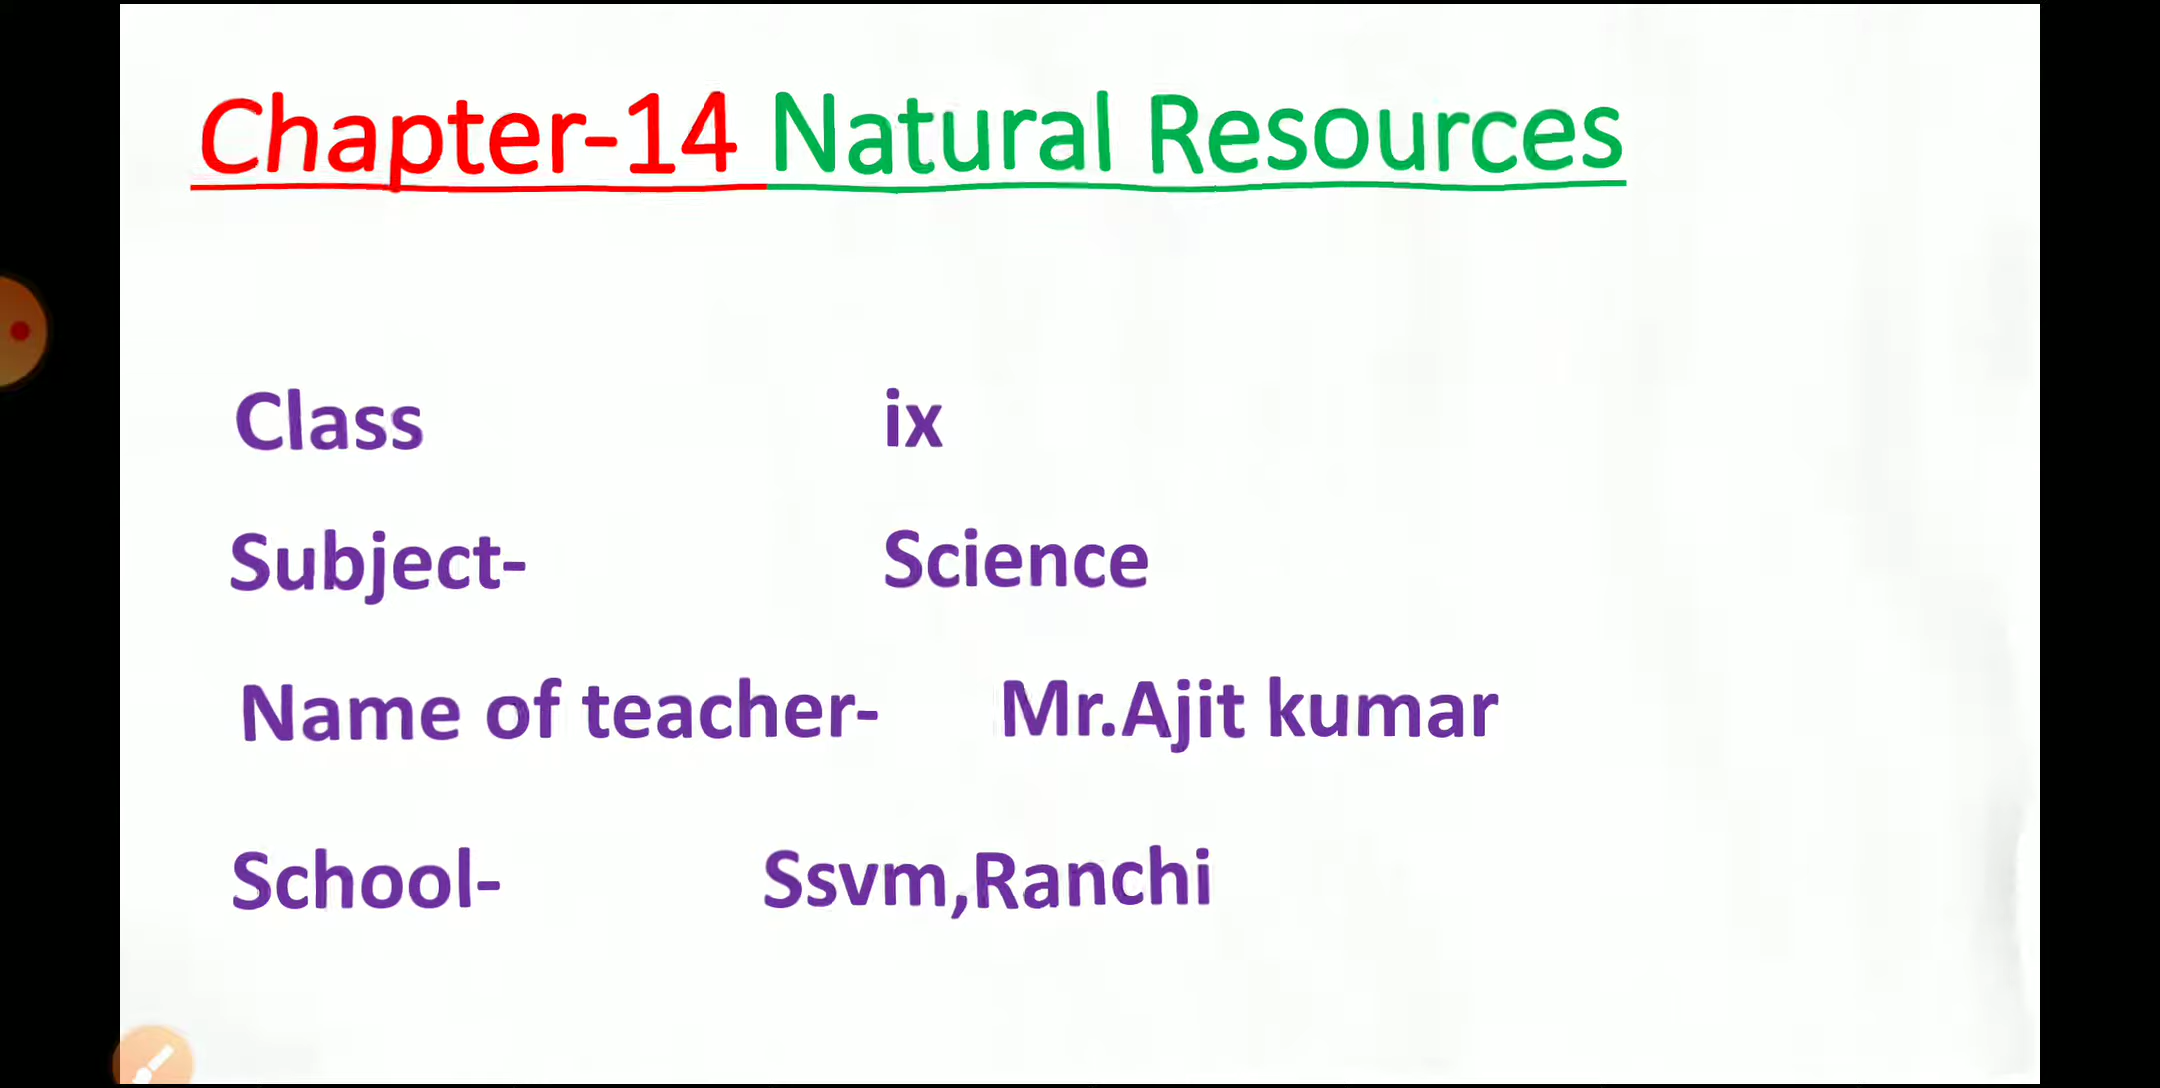 Chapter-14 Natural Resources
Class ix
Subject- Science
Name of teacher- Mr.Ajit kumar
School- Ssvm,Ranchi